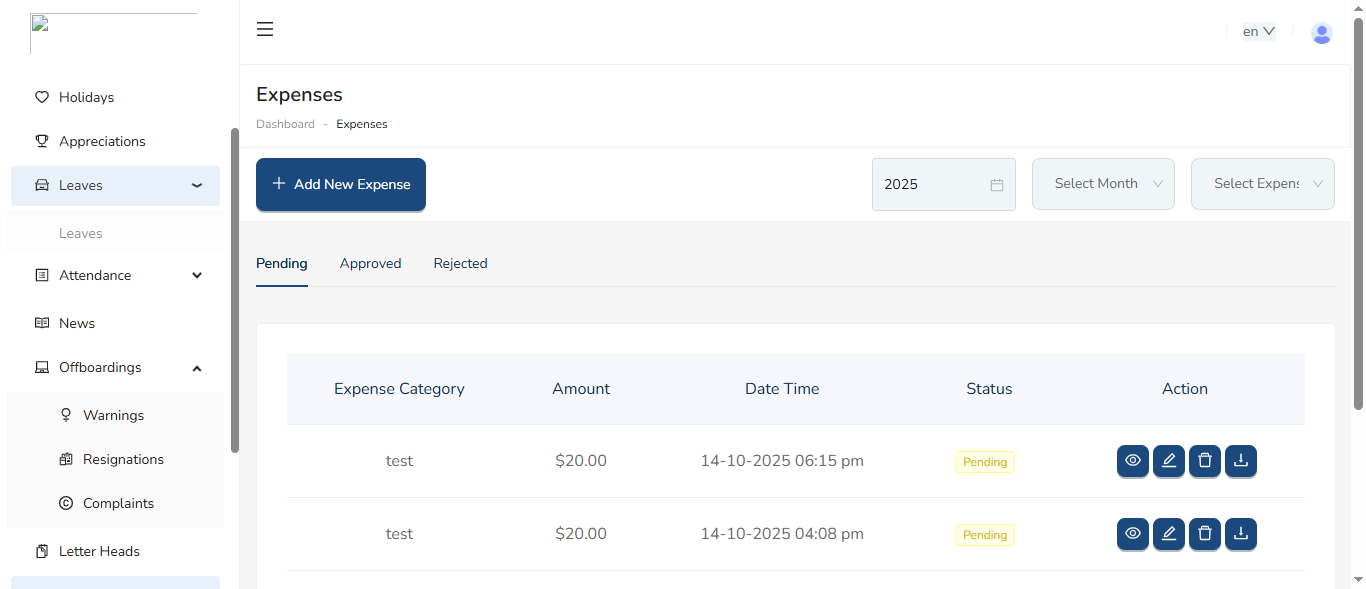 en
Holidays
Appreciations
Leaves
Leaves
Attendance
News
Offboardings
Warnings
Resignations
Complaints
Letter Heads
Expenses
Dashboard - Expenses
Add New Expense
2025
Select Month
Select Expens
Pending
Approved
Rejected
Expense Category Amount Date Time Status Action
test $20.00 14-10-2025 06:15 pm Pending
test $20.00 14-10-2025 04:08 pm Pending